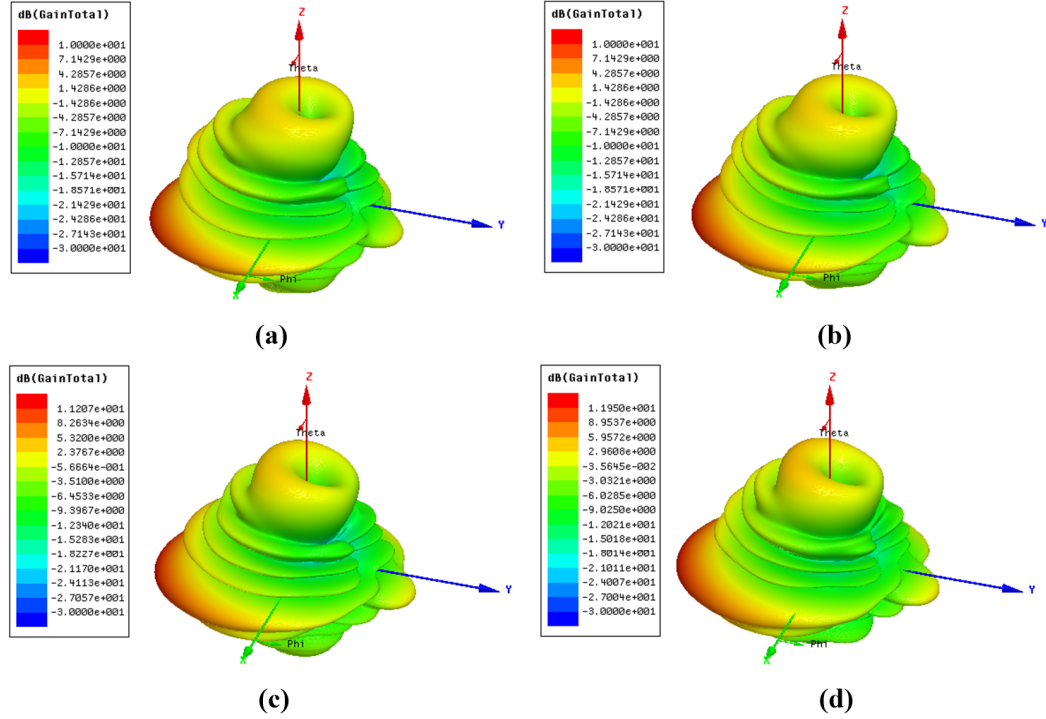 dB(GainTotal)
1.0000e+001
7.1429e+000
4.2857e+000
1.4286e+000
-1.4286e+000
-4.2857e+000
-7.1429e+000
-1.0000e+001
-1.2857e+001
-1.5714e+001
-1.8571e+001
-2.1429e+001
-2.4286e+001
-2.7143e+001
-3.0000e+001
Z
Theta
Y
Phi
X
(a)
dB(GainTotal)
1.0000e+001
7.1429e+000
4.2857e+000
1.4286e+000
-1.4286e+000
-4.2857e+000
-7.1429e+000
-1.0000e+001
-1.2857e+001
-1.5714e+001
-1.8571e+001
-2.1429e+001
-2.4286e+001
-2.7143e+001
-3.0000e+001
Z
Theta
Y
Phi
X
(b)
dB(GainTotal)
1.1207e+001
8.2634e+000
5.3200e+000
2.3767e+000
-5.6664e-001
-3.5100e+000
-6.4533e+000
-9.3967e+000
-1.2340e+001
-1.5283e+001
-1.8227e+001
-2.1170e+001
-2.4113e+001
-2.7057e+001
-3.0000e+001
Z
Theta
Y
Phi
X
(c)
dB(GainTotal)
1.1950e+001
8.9537e+000
5.9572e+000
2.9608e+000
-3.5645e-002
-3.0321e+000
-6.0285e+000
-9.0250e+000
-1.2021e+001
-1.5018e+001
-1.8014e+001
-2.1011e+001
-2.4007e+001
-2.7004e+001
-3.0000e+001
Z
Theta
Y
Phi
X
(d)